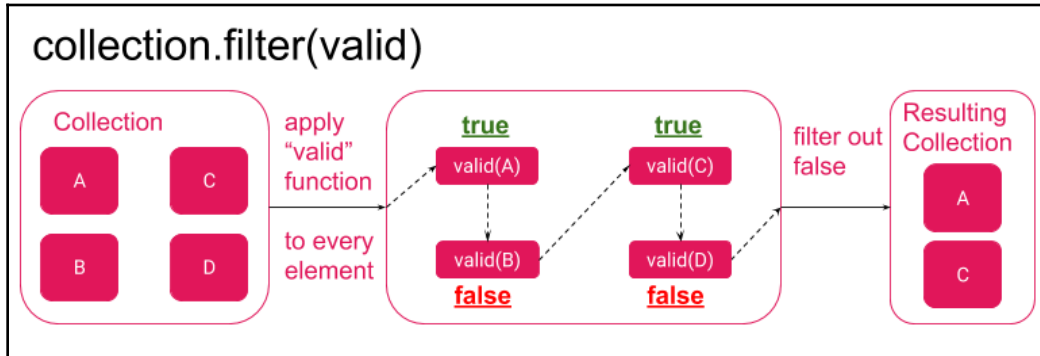 collection.filter(valid)
Collection
A
C
B
D
apply
“valid”
function
to every
element
true
valid(A)
valid(B)
false
true
valid(C)
valid(D)
false
filter out
false
Resulting
Collection
A
C